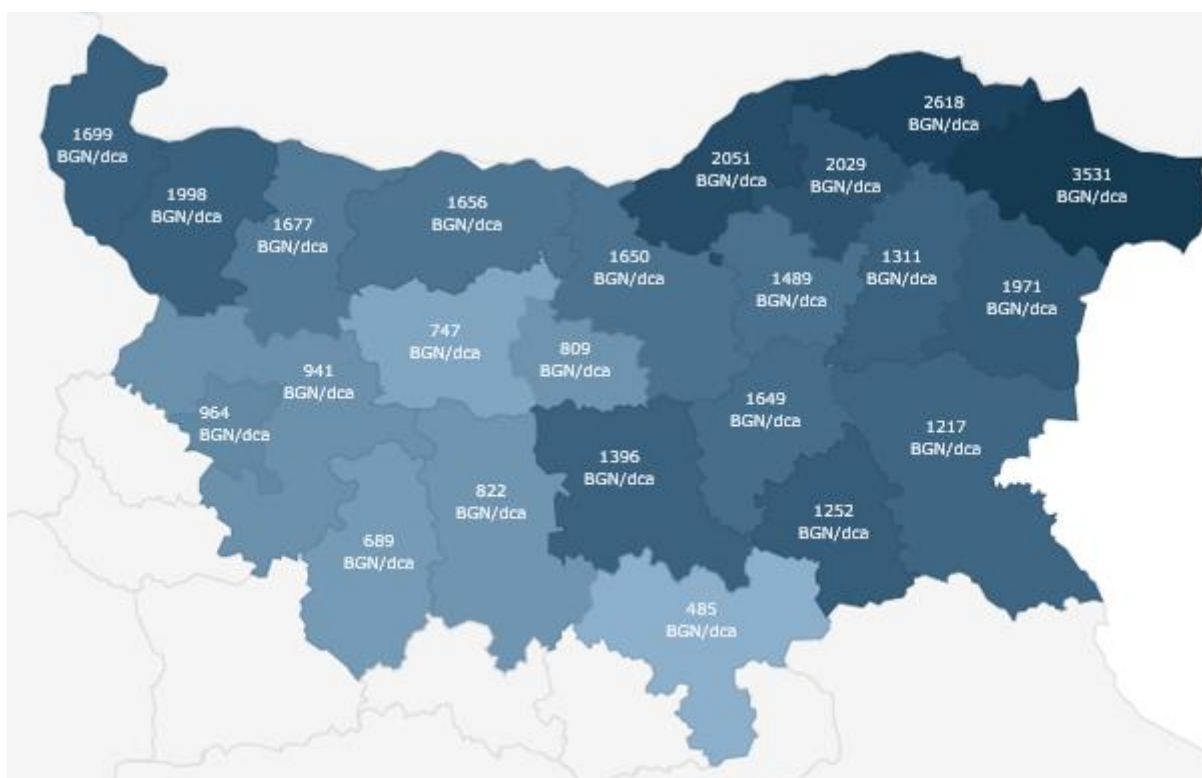 2618
BGN/dca
1699
BGN/dca
2051
BGN/dca
2029
BGN/dca
3531
BGN/dca
1998
BGN/dca
1677
BGN/dca
1656
BGN/dca
1650
BGN/dca
1489
BGN/dca
1311
BGN/dca
1971
BGN/dca
747
BGN/dca
809
BGN/dca
941
BGN/dca
964
BGN/dca
1649
BGN/dca
1217
BGN/dca
1396
BGN/dca
822
BGN/dca
1252
BGN/dca
689
BGN/dca
485
BGN/dca